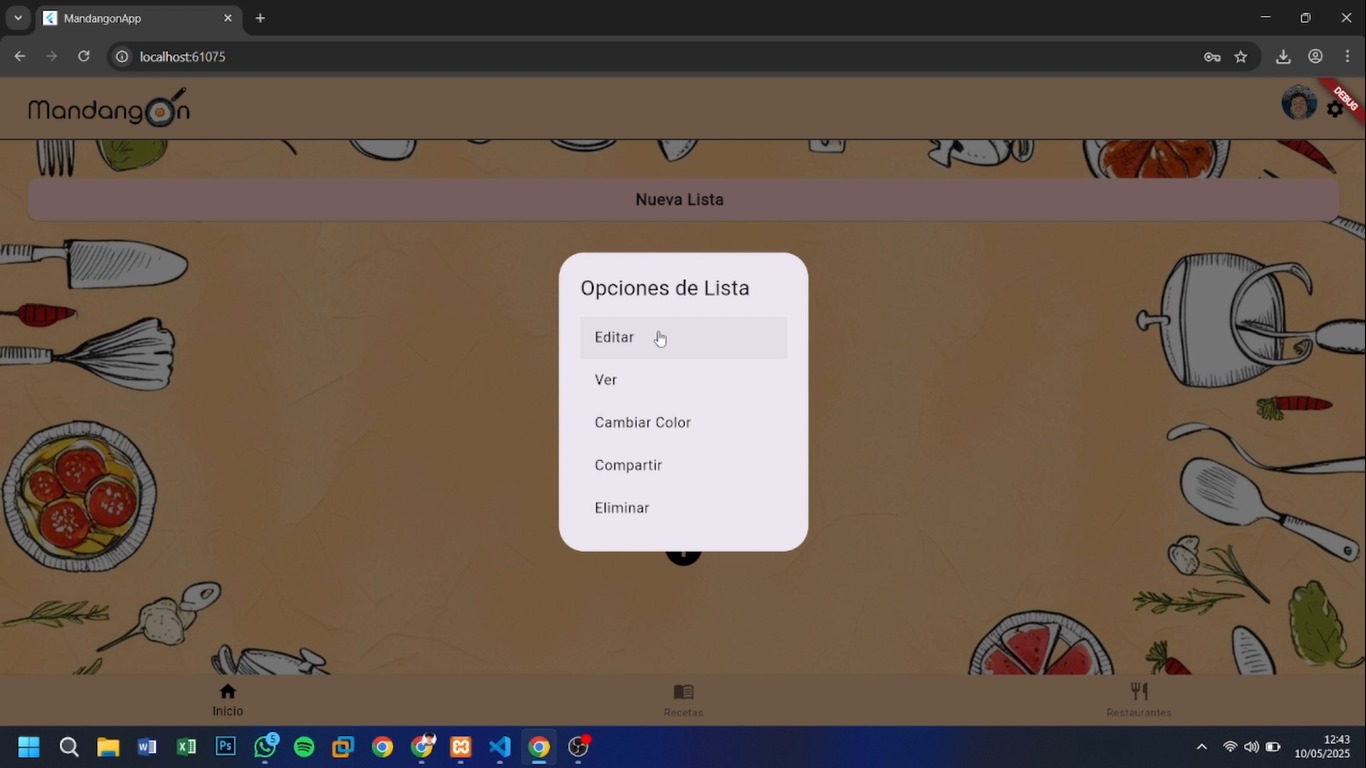 MandangonApp
localhost:61075
Mandangon
DEBUG
Nueva Lista
Opciones de Lista
Editar
Ver
Cambiar Color
Compartir
Eliminar
Inicio
Recetas
Restaurantes
Ps
5
12:43
10/05/2025